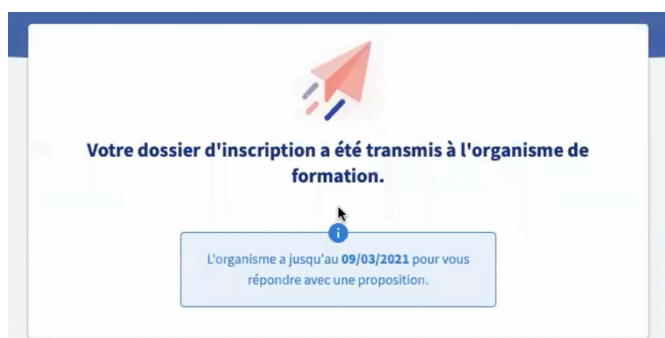 Votre dossier d'inscription a été transmis à l'organisme de
formation.
L'organisme a jusqu'au 09/03/2021 pour vous
répondre avec une proposition.